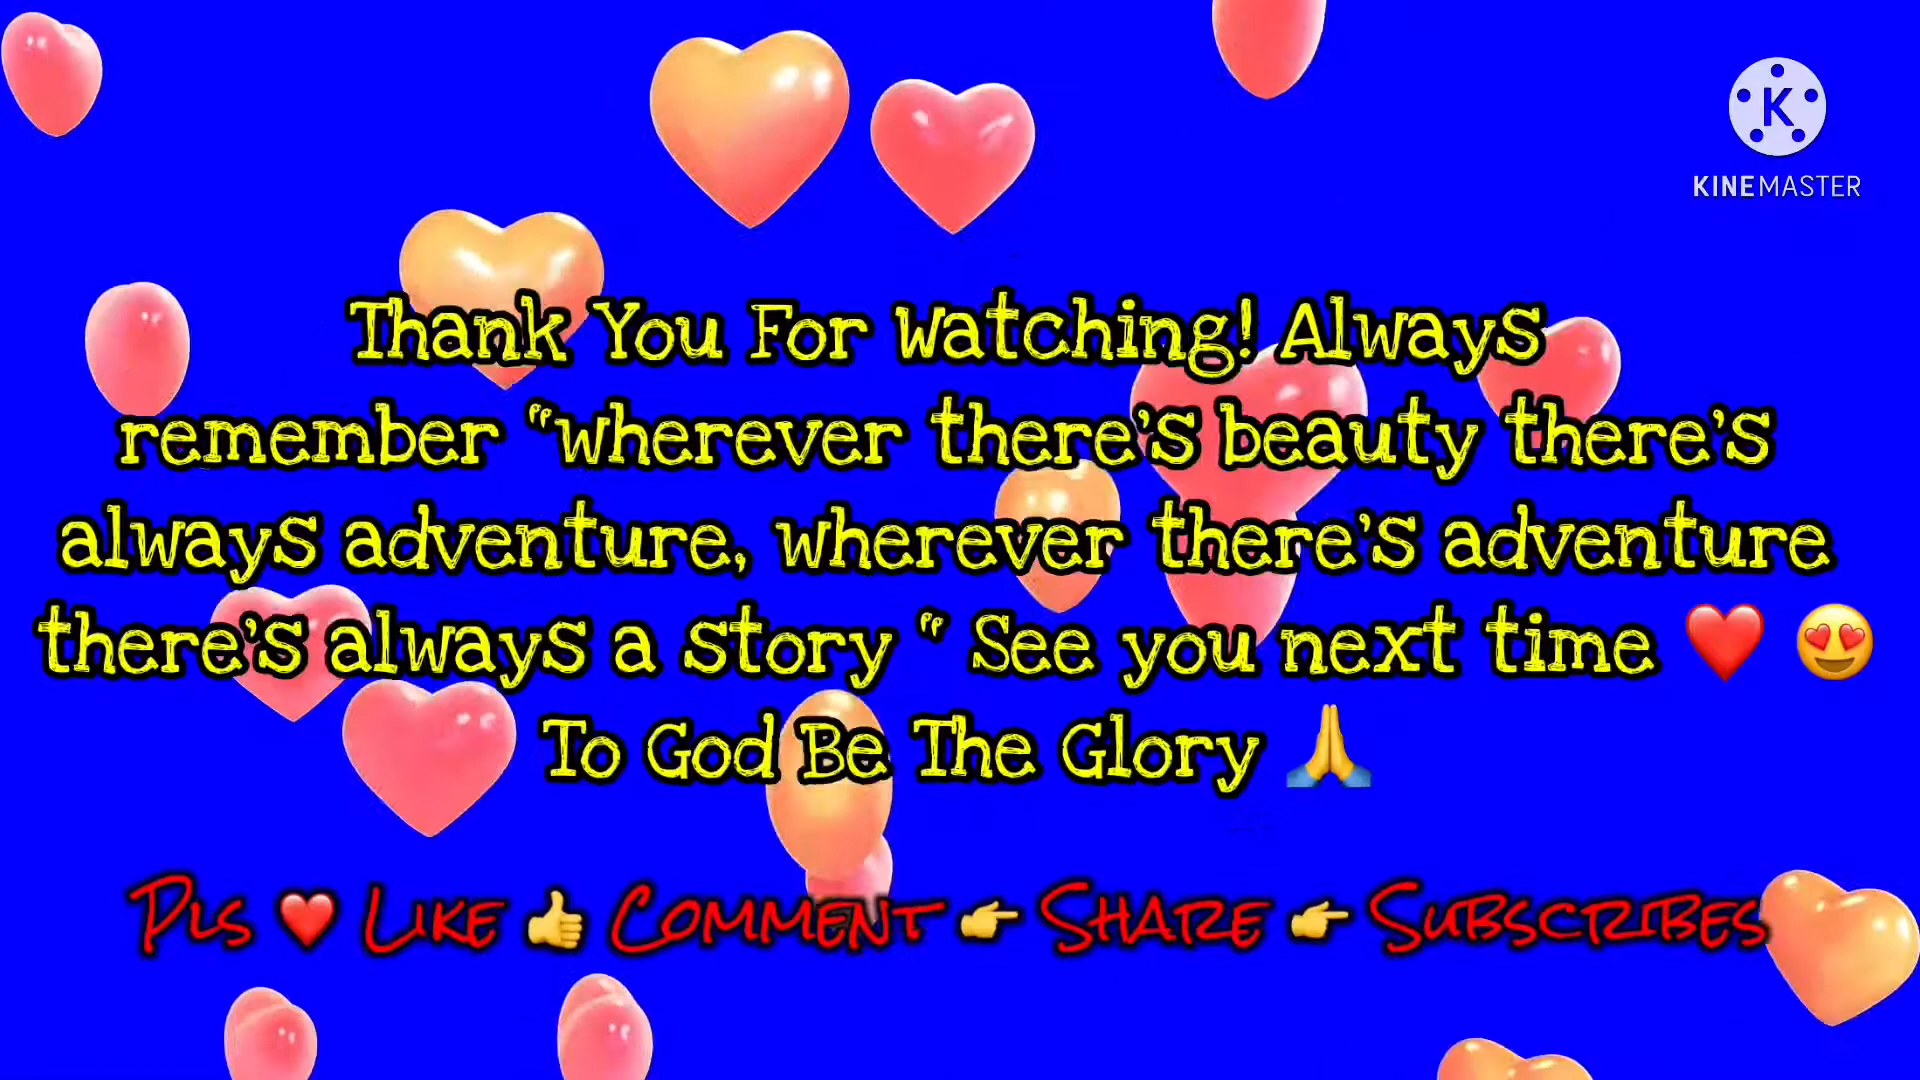 K
KINEMASTER
Thank You For Watching! Always
remember "wherever there's beauty there's
always adventure, wherever there's adventure
there's always a story " See you next time ❤️ 😍
To God Be The Glory 🙏
Pls ❤️ Like 👍 Comment 👉 Share 👉 Subscribes